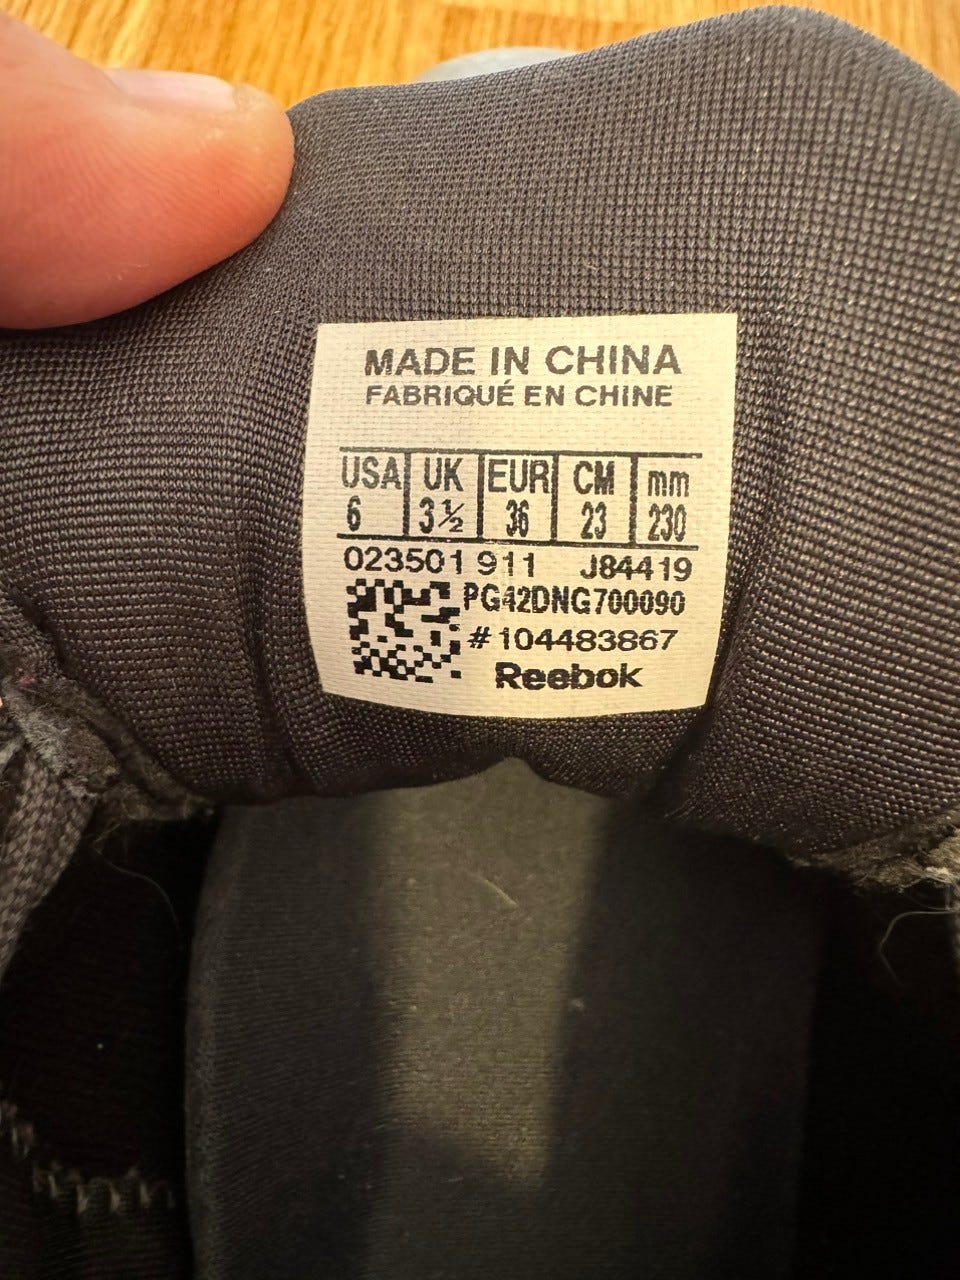 MADE IN CHINA
FABRIQUÉ EN CHINE
USA UK EUR CM mm
6 3½ 36 23 230
023501 911 J84419
PG42DNG700090
#104483867
Reebok